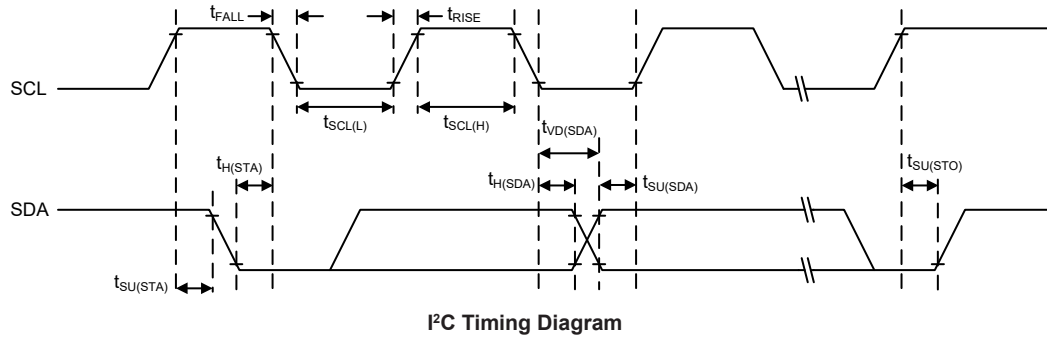 tFALL
tRISE
SCL
tSCL(L)
tSCL(H)
tVD(SDA)
tH(STA)
tH(SDA)
tSU(SDA)
tSU(STO)
SDA
tSU(STA)
I²C Timing Diagram